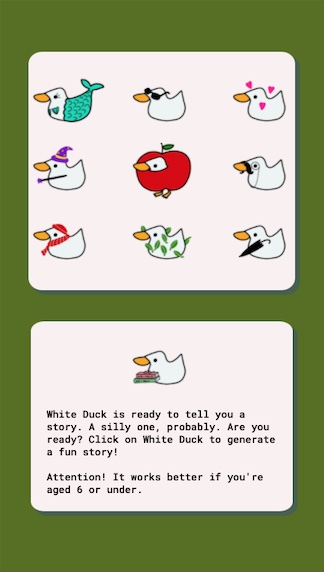 White Duck is ready to tell you a
story. A silly one, probably. Are you
ready? Click on White Duck to generate
a fun story!
Attention! It works better if you're
aged 6 or under.